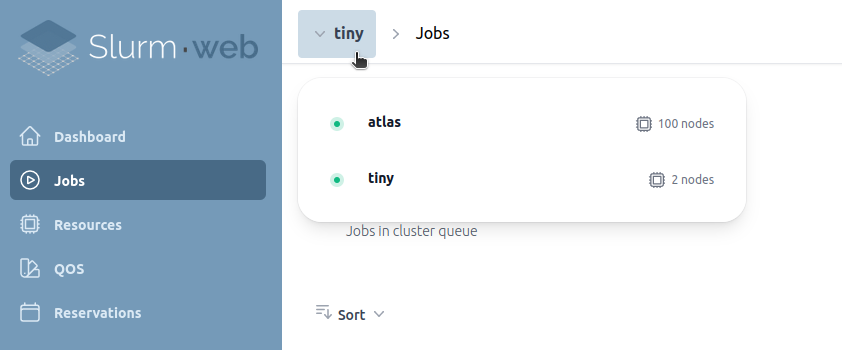 Slurm·web
tiny > Jobs
Dashboard
Jobs
Resources
QOS
Reservations
atlas 100 nodes
tiny 2 nodes
Jobs in cluster queue
Sort